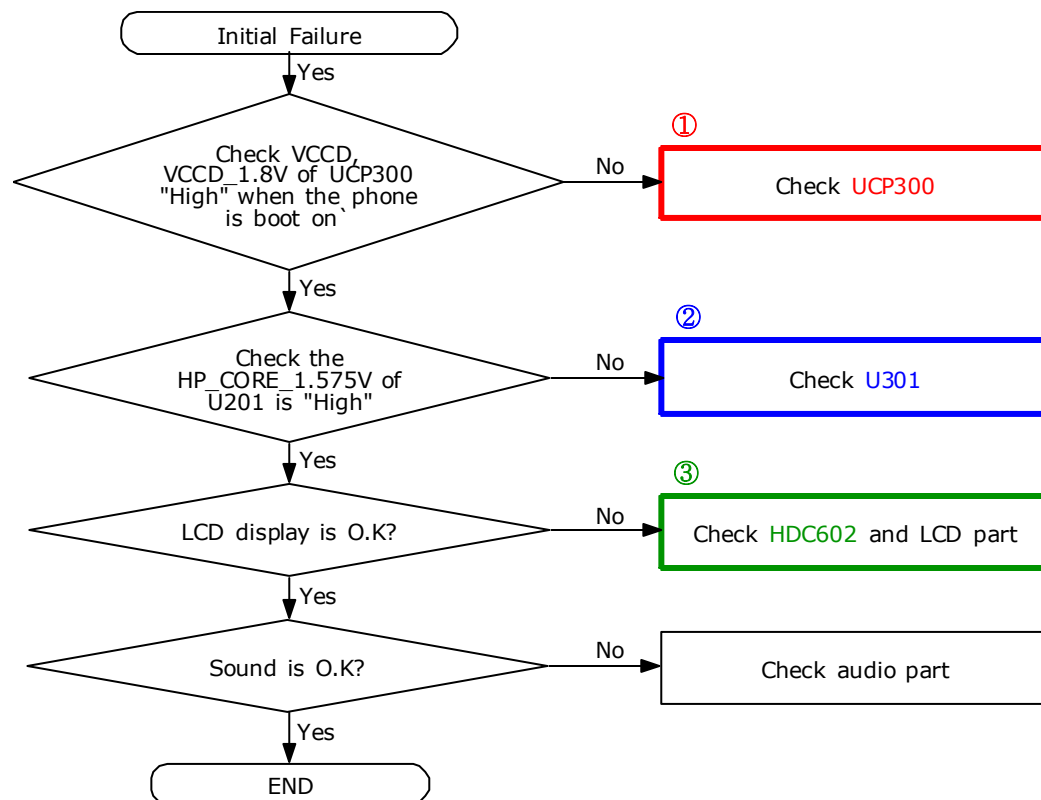 Initial Failure
Yes
Check VCCD,
VCCD_1.8V of UCP300
"High" when the phone
is boot on`
No
①
Check UCP300
Yes
Check the
HP_CORE_1.575V of
U201 is "High"
No
②
Check U301
Yes
LCD display is O.K?
No
③
Check HDC602 and LCD part
Yes
Sound is O.K?
No
Check audio part
Yes
END